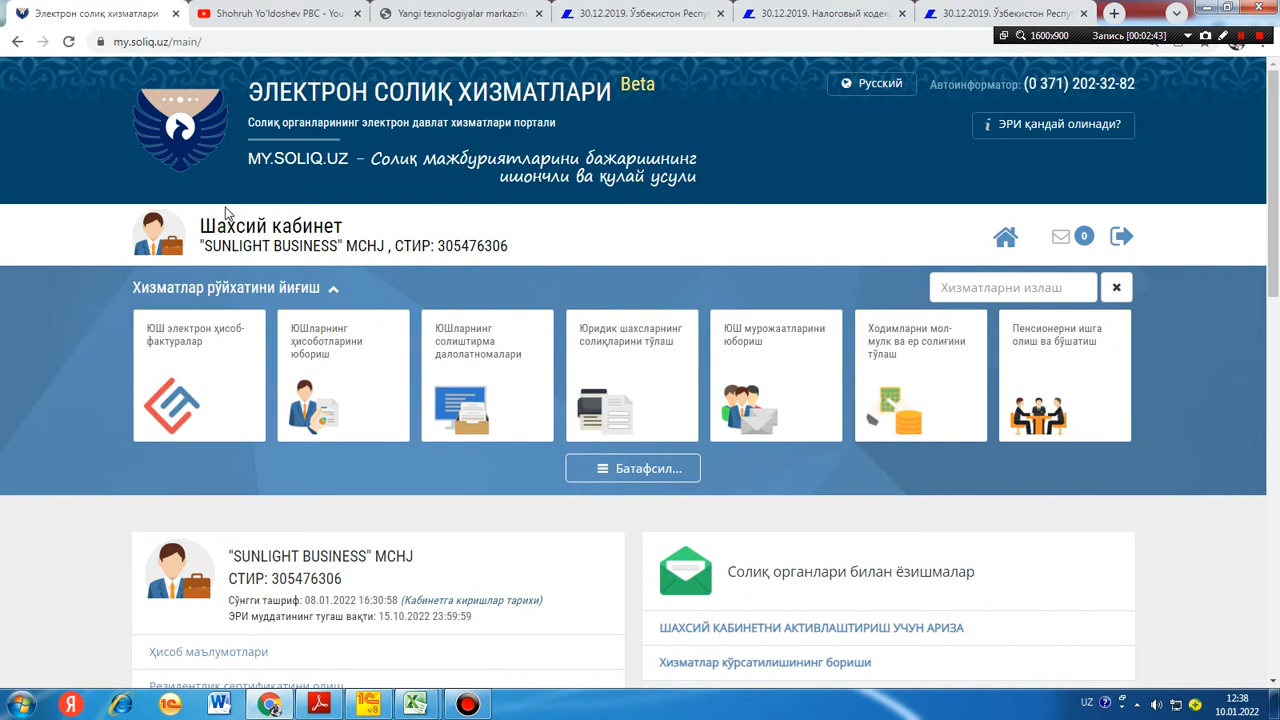 Электрон солиқ хизматлари
Shohruh Yo'ldoshev PBC - You
Yangi texnologiyalar marketin
30.12.2019. Ўзбекистон Респу
30.12.2019. Налоговый кодекс
30.12.2019. Ўзбекистон Респу
my.soliq.uz/main/
1600x900
Запись [00:02:43]
ЭЛЕКТРОН СОЛИҚ ХИЗМАТЛАРИ Beta
Солиқ органларининг электрон давлат хизматлари портали
MY.SOLIQ.UZ – Солиқ мажбуриятларини бажаришнинг
ишончли ва қулай усули
Русский
Автоинформатор: (0 371) 202-32-82
ЭРИ қандай олинади?
Шахсий кабинет
"SUNLIGHT BUSINESS" MCHJ , СТИР: 305476306
0
Хизматлар рўйхатини йиғиш
Хизматларни излаш
ЮШ электрон ҳисоб-
фактуралар
ЮШларнинг
ҳисоботларини
юбориш
ЮШларнинг
солиштирма
далолатномалари
Юридик шахсларнинг
солиқларини тўлаш
ЮШ мурожаатларини
юбориш
Ходимларни мол-
мулк ва ер солиғини
тўлаш
Пенсионерни ишга
олиш ва бўшатиш
Батафсил...
"SUNLIGHT BUSINESS" MCHJ
СТИР: 305476306
Сўнгги ташриф: 08.01.2022 16:30:58 (Кабинетга киришлар тарихи)
ЭРИ муддатининг тугаш вақти: 15.10.2022 23:59:59
Ҳисоб маълумотлари
Резидентлик сертификатини олиш
Солиқ органлари билан ёзишмалар
ШАХСИЙ КАБИНЕТНИ АКТИВЛАШТИРИШ УЧУН АРИЗА
Хизматлар кўрсатилишининг бориши
UZ
12:38
10.01.2022